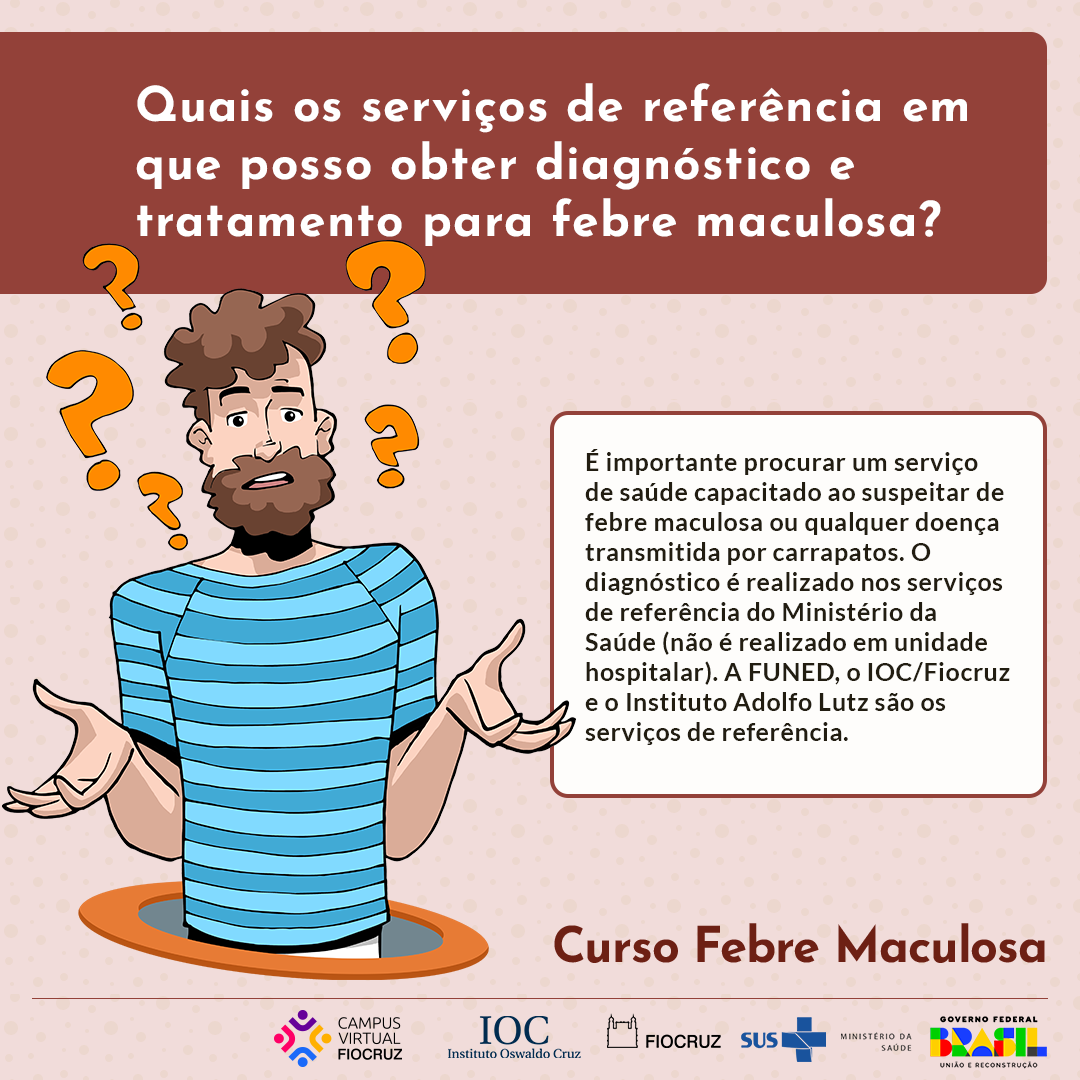 Quais os serviços de referência em
que posso obter diagnóstico e
tratamento para febre maculosa?
?
?
?
?
?
É importante procurar um serviço
de saúde capacitado ao suspeitar de
febre maculosa ou qualquer doença
transmitida por carrapatos. O
diagnóstico é realizado nos serviços
de referência do Ministério da
Saúde (não é realizado em unidade
hospitalar). A FUNED, o IOC/Fiocruz
e o Instituto Adolfo Lutz são os
serviços de referência.
Curso Febre Maculosa
CAMPUS
VIRTUAL
FIOCRUZ
IOC
Instituto Oswaldo Cruz
FIOCRUZ
SUS
MINISTÉRIO DA
SAÚDE
GOVERNO FEDERAL
BRASIL
UNIÃO E RECONSTRUÇÃO